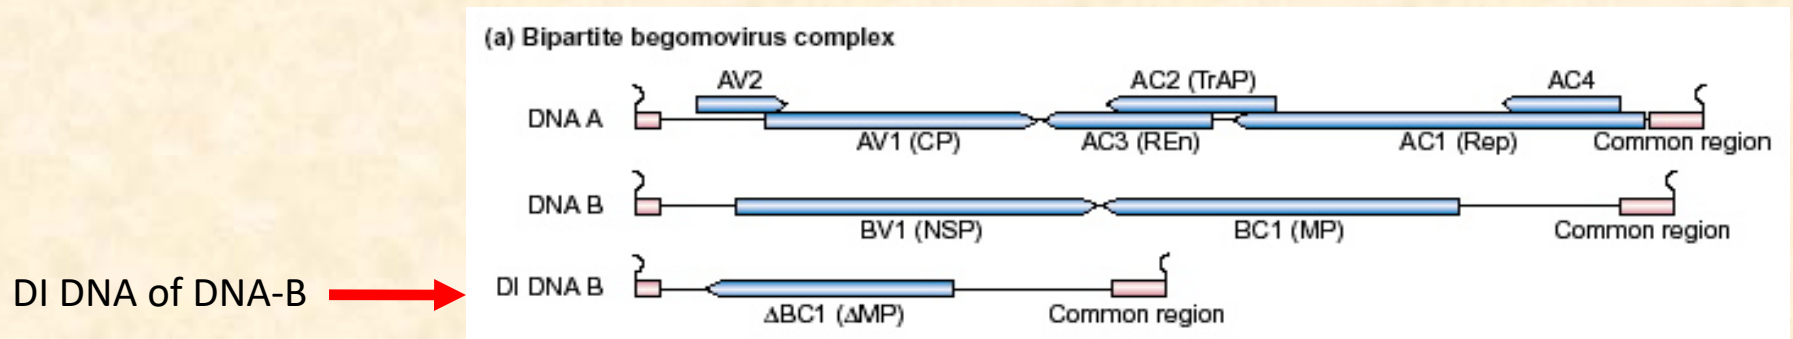 (a) Bipartite begomovirus complex
AV2 AC2 (TrAP) AC4
DNA A
AV1 (CP) AC3 (REn) AC1 (Rep) Common region
DNA B
BV1 (NSP) BC1 (MP) Common region
DI DNA of DNA-B DI DNA B
ΔBC1 (ΔMP) Common region